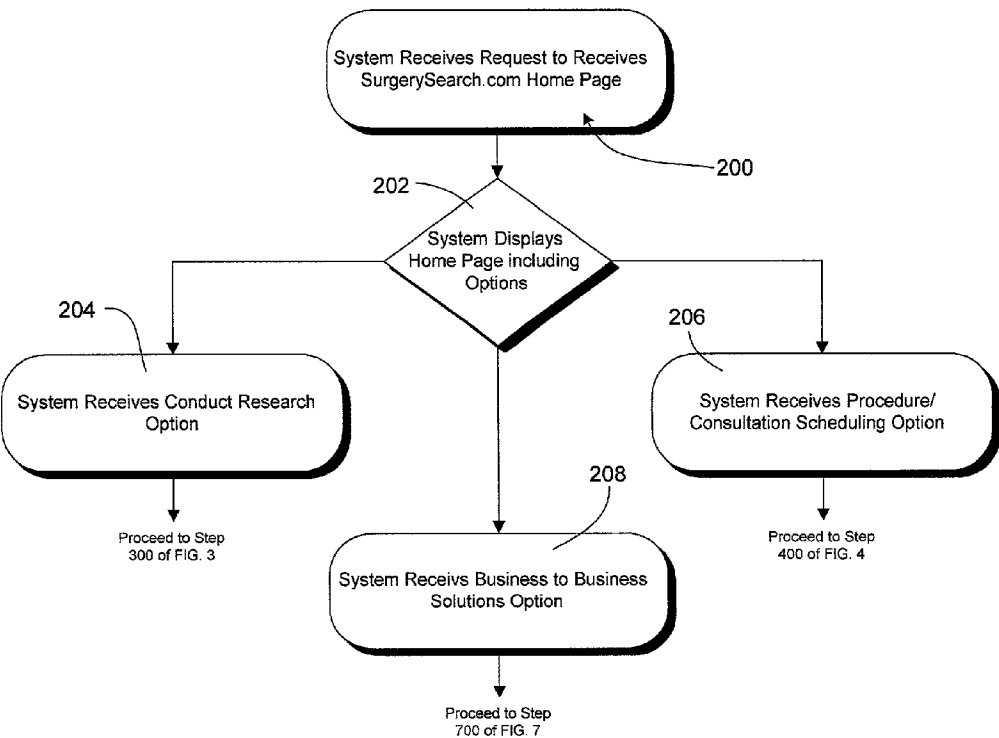 System Receives Request to Receives
SurgerySearch.com Home Page
200
202
System Displays
Home Page including
Options
204
206
System Receives Conduct Research
Option
System Receives Procedure/
Consultation Scheduling Option
208
Proceed to Step
300 of FIG. 3
Proceed to Step
400 of FIG. 4
System Receivs Business to Business
Solutions Option
Proceed to Step
700 of FIG. 7